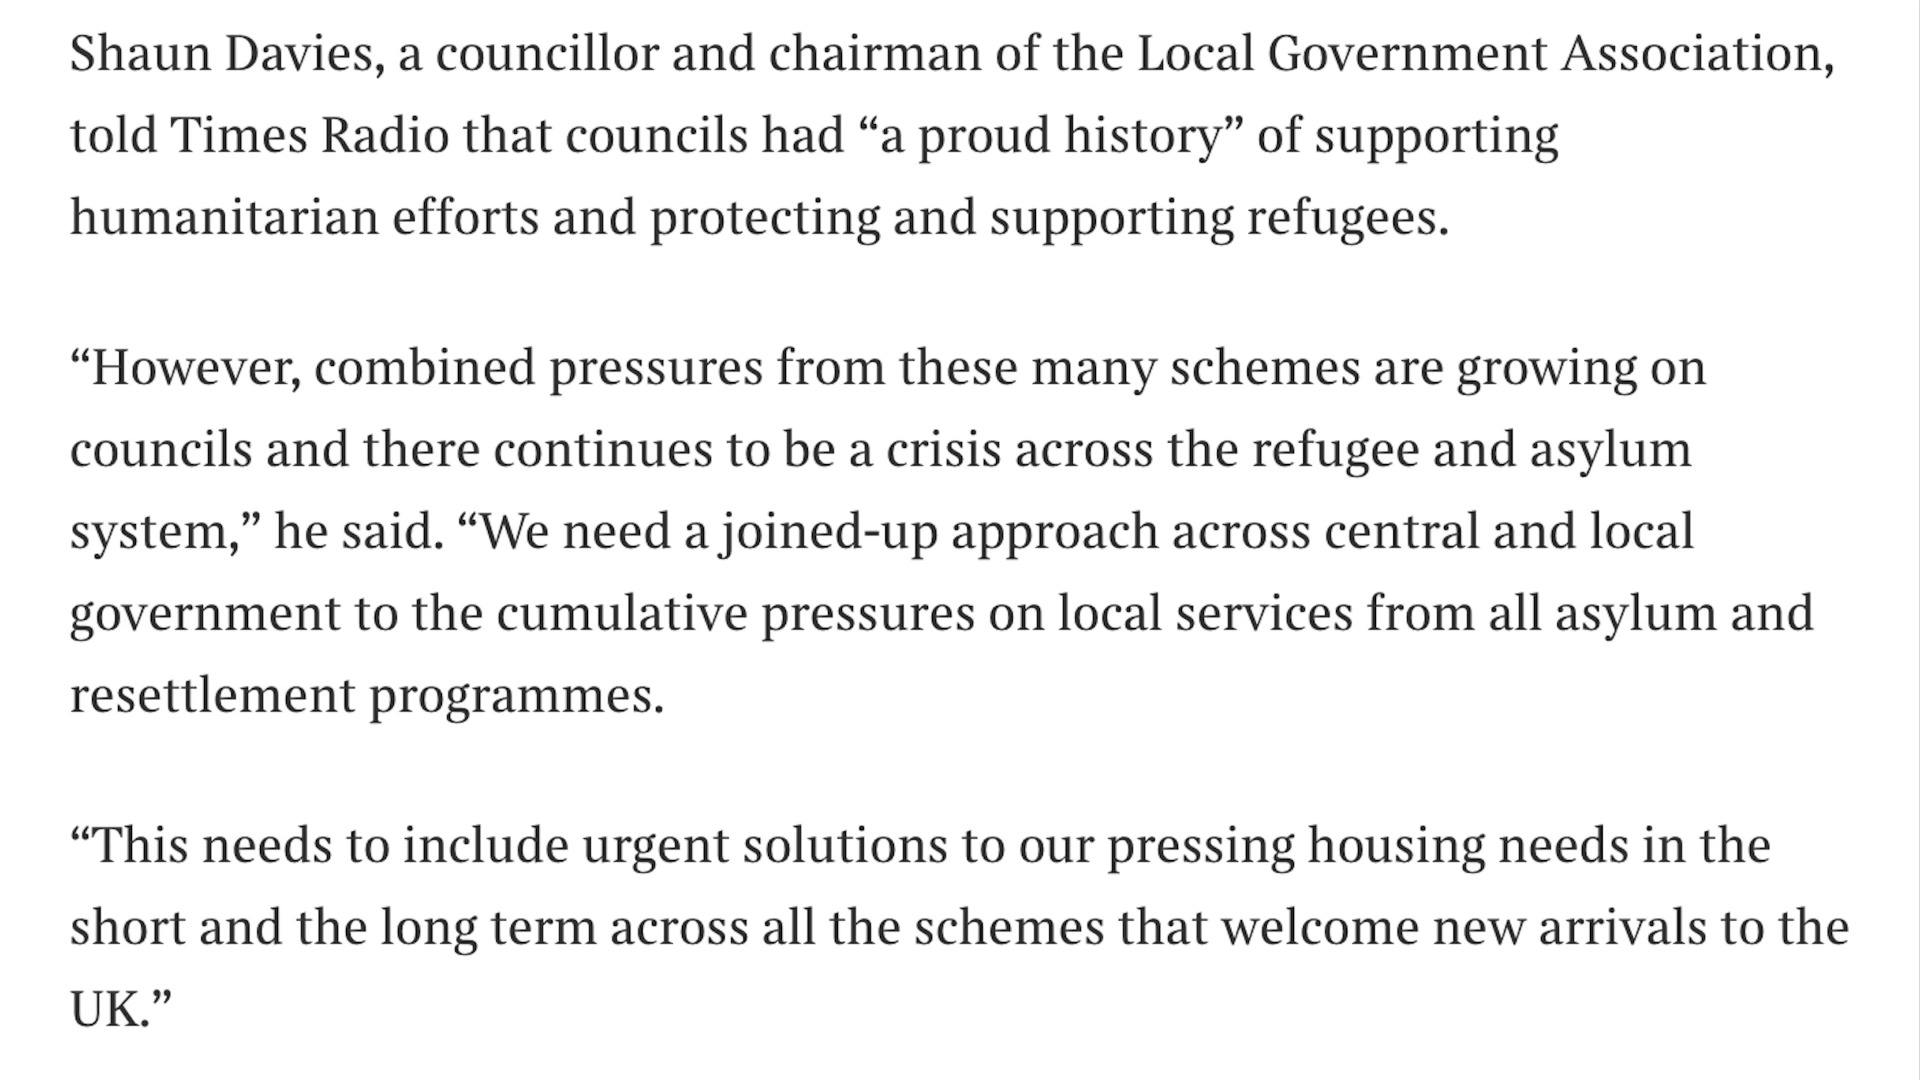 Shaun Davies, a councillor and chairman of the Local Government Association,
told Times Radio that councils had “a proud history” of supporting
humanitarian efforts and protecting and supporting refugees.
“However, combined pressures from these many schemes are growing on
councils and there continues to be a crisis across the refugee and asylum
system,” he said. “We need a joined-up approach across central and local
government to the cumulative pressures on local services from all asylum and
resettlement programmes.
“This needs to include urgent solutions to our pressing housing needs in the
short and the long term across all the schemes that welcome new arrivals to the
UK.”